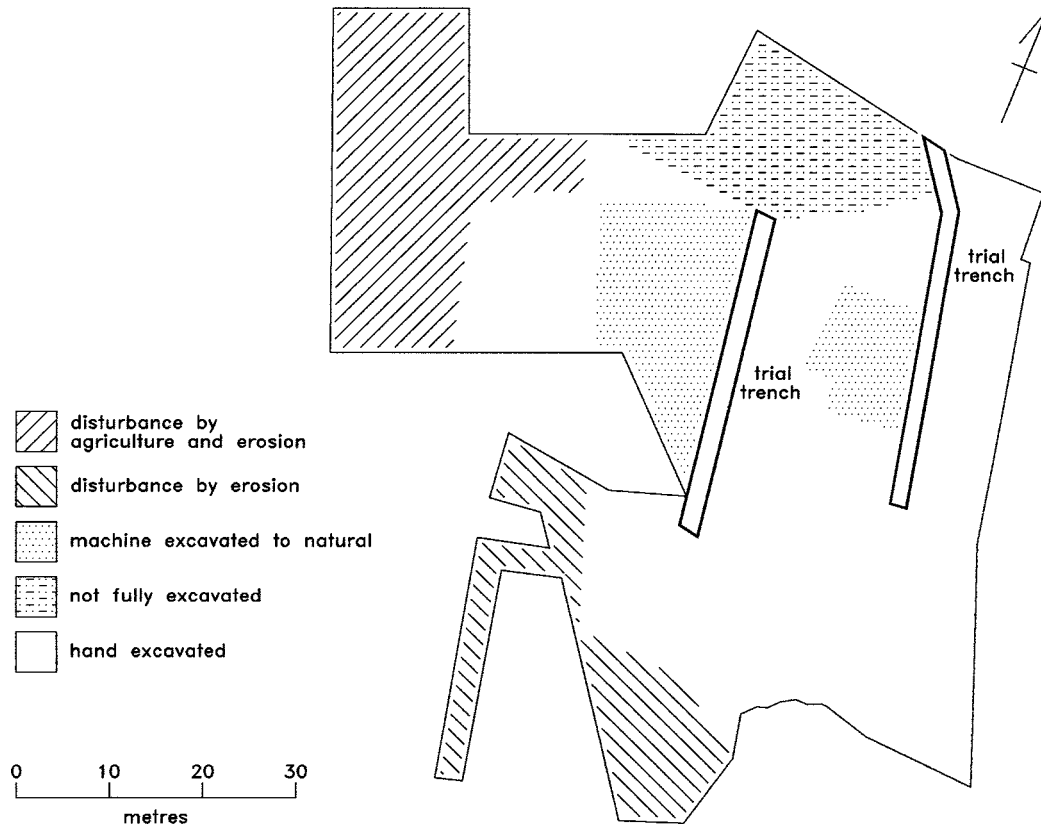 trial
trench
trial
trench
disturbance by
agriculture and erosion
disturbance by erosion
machine excavated to natural
not fully excavated
hand excavated
0 10 20 30
metres